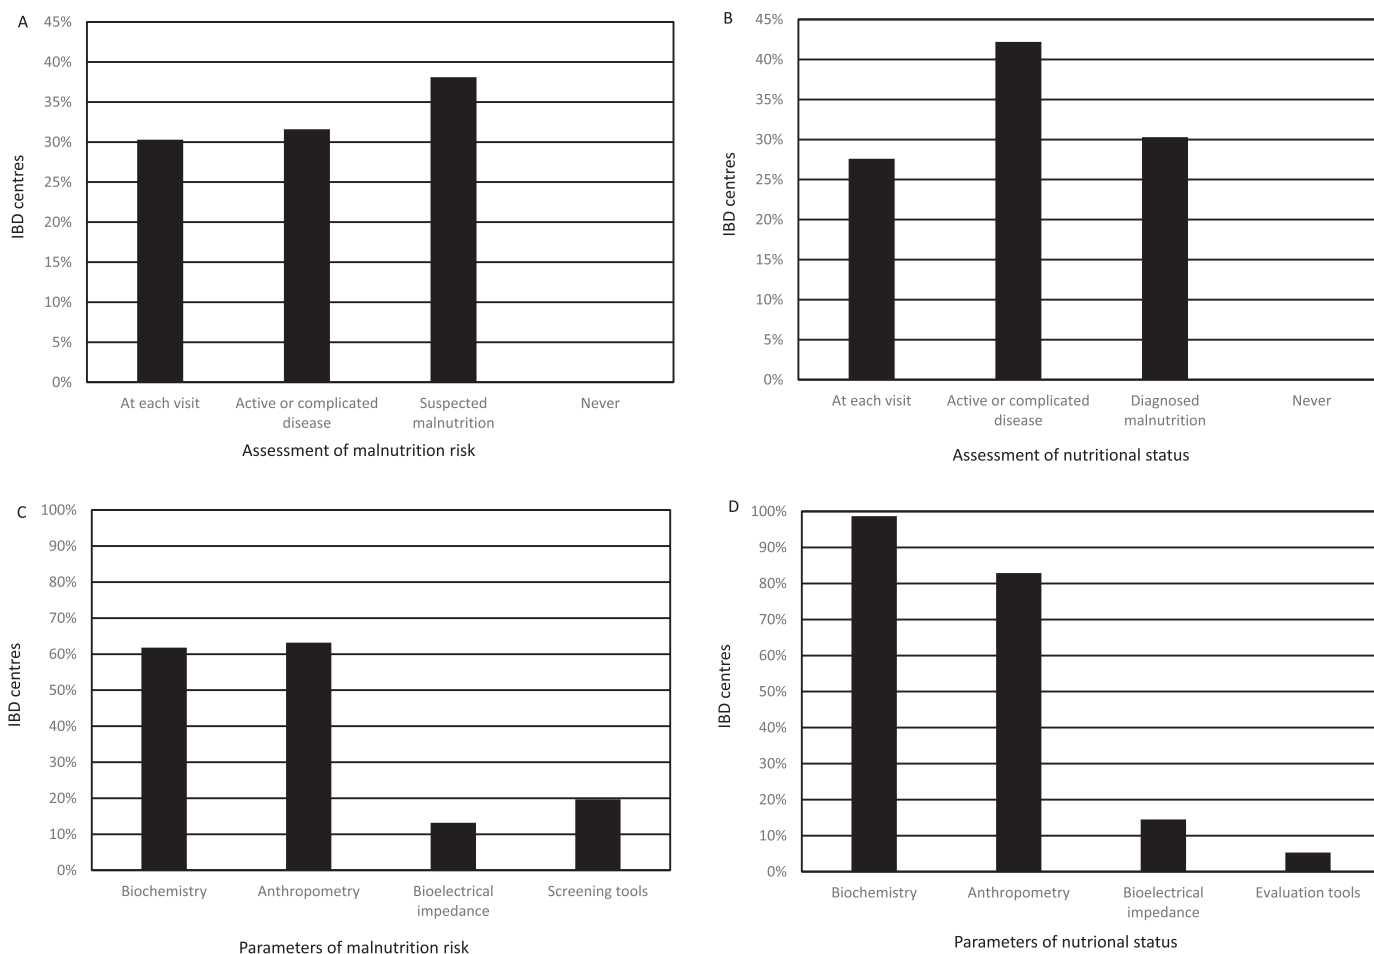 A
45%
40%
35%
30%
25%
20%
15%
10%
5%
0%
IBD centres
At each visit
Active or complicated
disease
Suspected
malnutrition
Never
Assessment of malnutrition risk
B
45%
40%
35%
30%
25%
20%
15%
10%
5%
0%
IBD centres
At each visit
Active or complicated
disease
Diagnosed
malnutrition
Never
Assessment of nutritional status
C
100%
90%
80%
70%
60%
50%
40%
30%
20%
10%
0%
IBD centres
Biochemistry
Anthropometry
Bioelectrical
impedance
Screening tools
Parameters of malnutrition risk
D
100%
90%
80%
70%
60%
50%
40%
30%
20%
10%
0%
IBD centres
Biochemistry
Anthropometry
Bioelectrical
impedance
Evaluation tools
Parameters of nutrional status